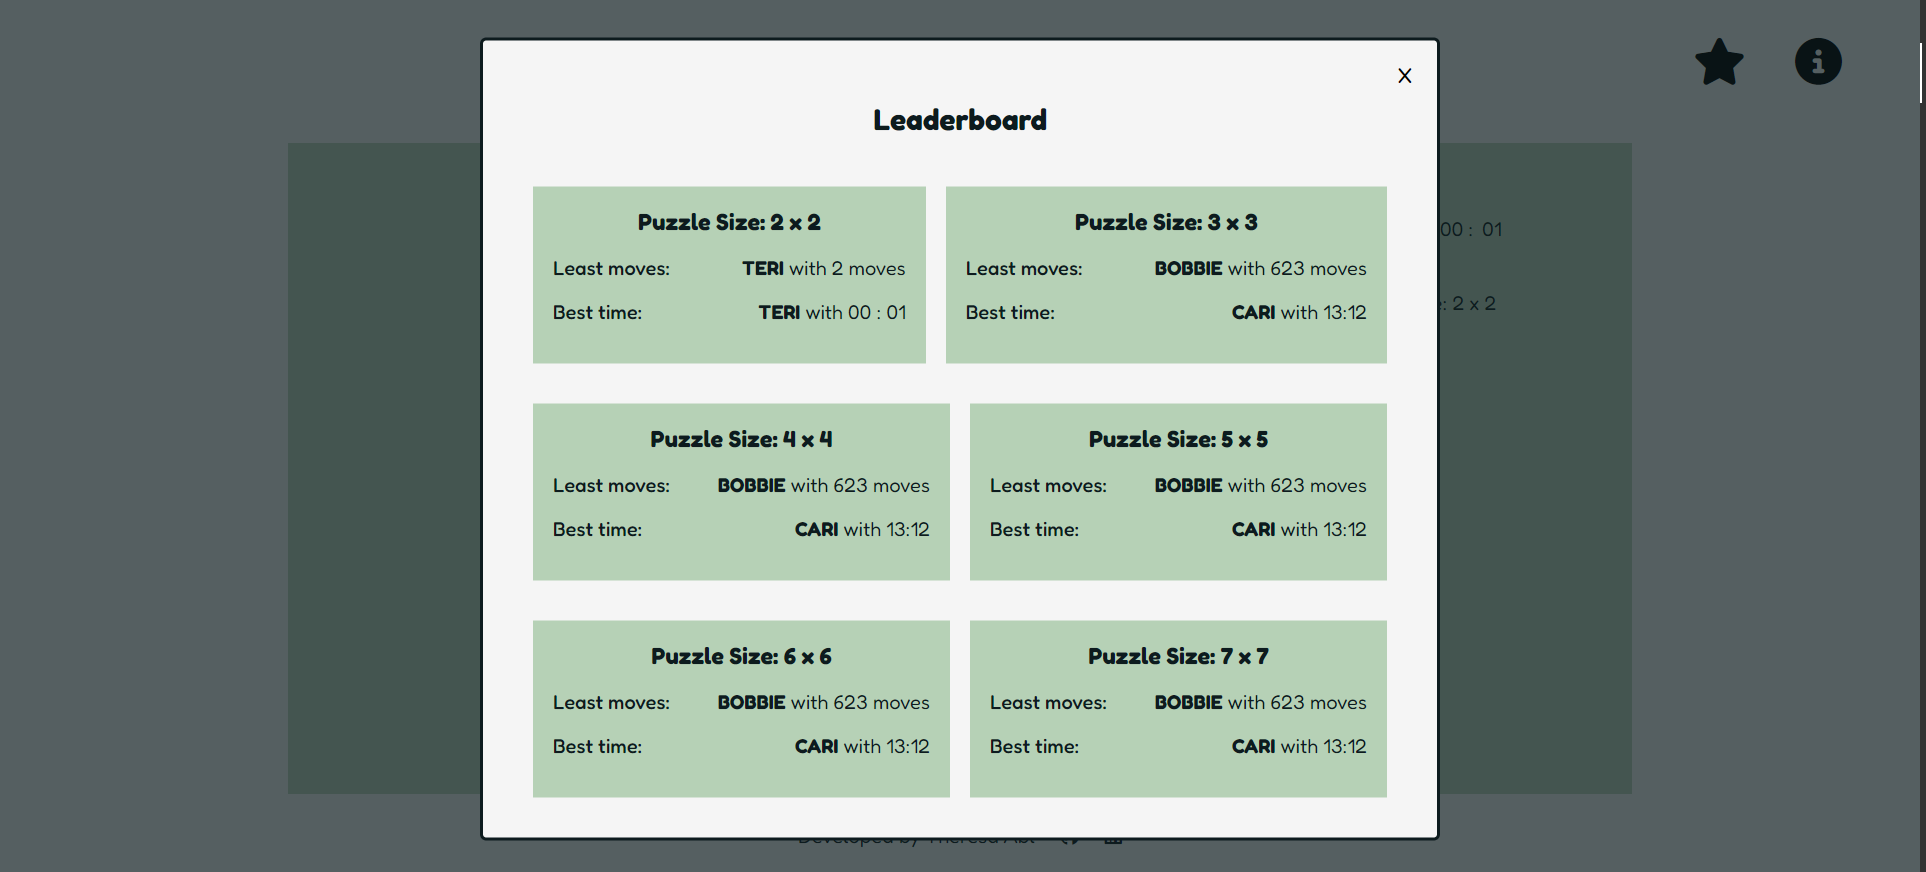 X
Leaderboard
Puzzle Size: 2 x 2
Least moves: TERI with 2 moves
Best time: TERI with 00 : 01
Puzzle Size: 3 x 3
Least moves: BOBBIE with 623 moves
Best time: CARI with 13:12
Puzzle Size: 4 x 4
Least moves: BOBBIE with 623 moves
Best time: CARI with 13:12
Puzzle Size: 5 x 5
Least moves: BOBBIE with 623 moves
Best time: CARI with 13:12
Puzzle Size: 6 x 6
Least moves: BOBBIE with 623 moves
Best time: CARI with 13:12
Puzzle Size: 7 x 7
Least moves: BOBBIE with 623 moves
Best time: CARI with 13:12
00 : 01
: 2 x 2
Developed by